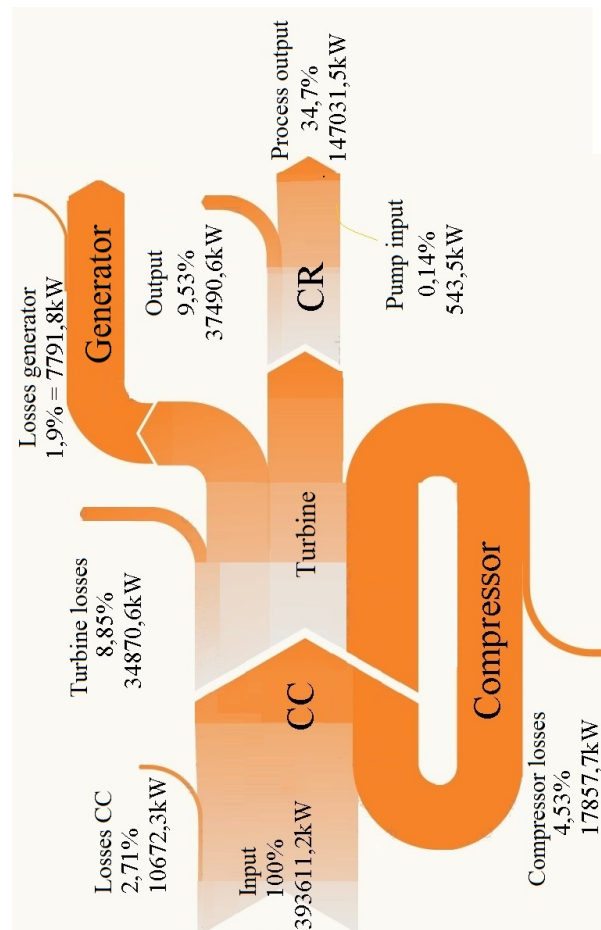 Losses CC
2,71%
10672,3kW
Input
100%
393611,2kW
Compressor losses
4,53%
17857,7kW
CC
Compressor
Turbine losses
8,85%
34870,6kW
Turbine
Losses generator
1,9% = 7791,8kW
Generator
Output
9,53%
37490,6kW
CR
Pump input
0,14%
543,5kW
Process output
34,7%
147031,5kW